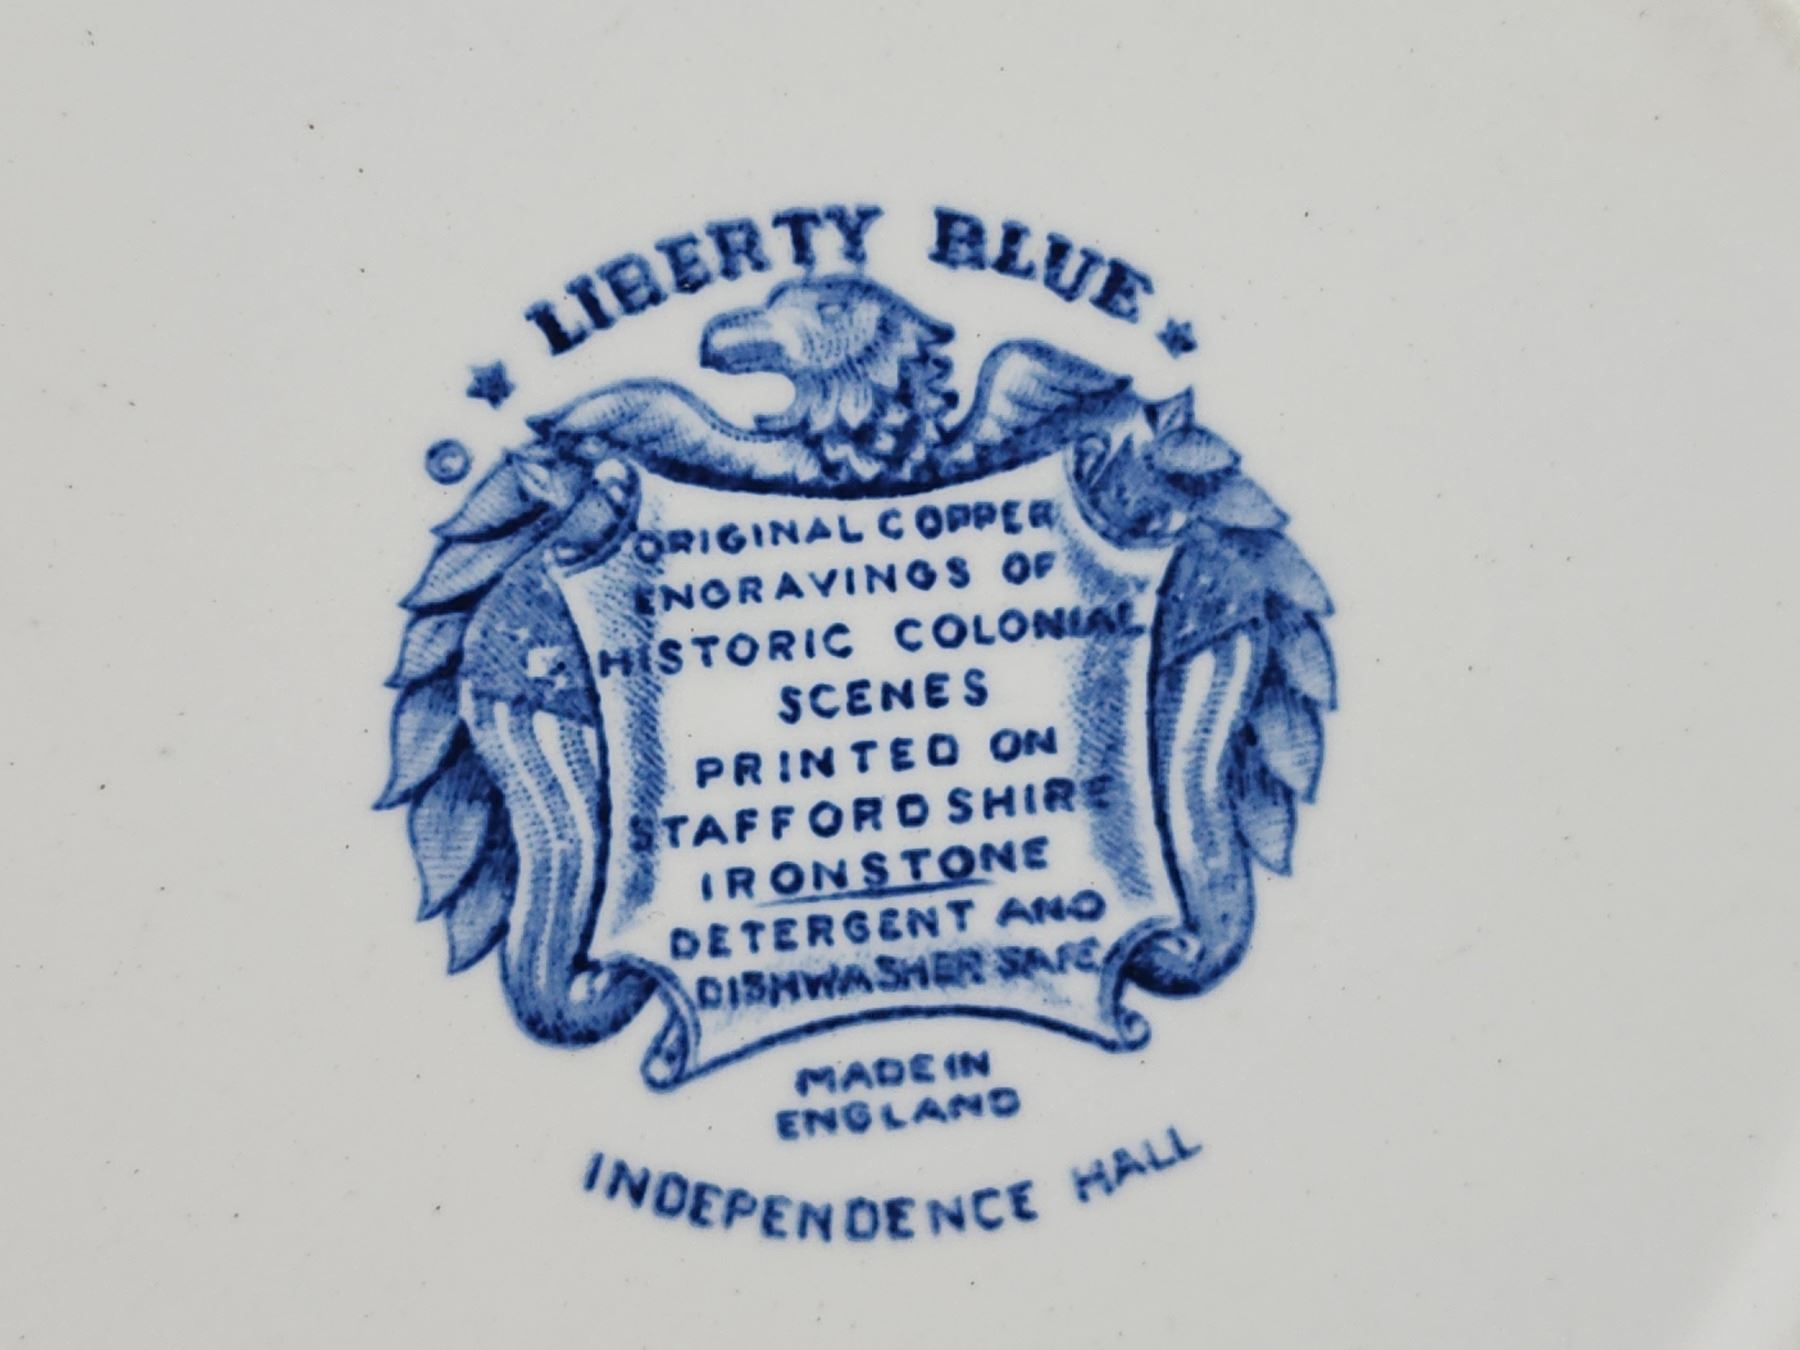 ★ LIBERTY BLUE ★
©
ORIGINAL COPPER
ENGRAVINGS OF
HISTORIC COLONIAL
SCENES
PRINTED ON
STAFFORDSHIRE
IRONSTONE
DETERGENT AND
DISHWASHER SAFE
MADE IN
ENGLAND
INDEPENDENCE HALL